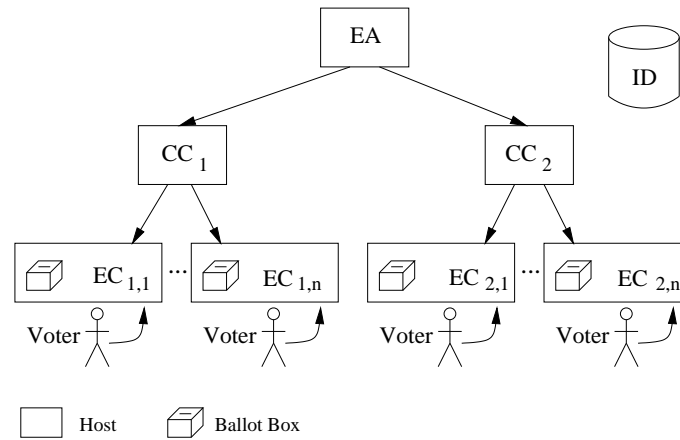 EA
ID
CC 1
CC 2
EC 1,1
...
EC 1,n
EC 2,1
...
EC 2,n
Voter
Voter
Voter
Voter
Host
Ballot Box